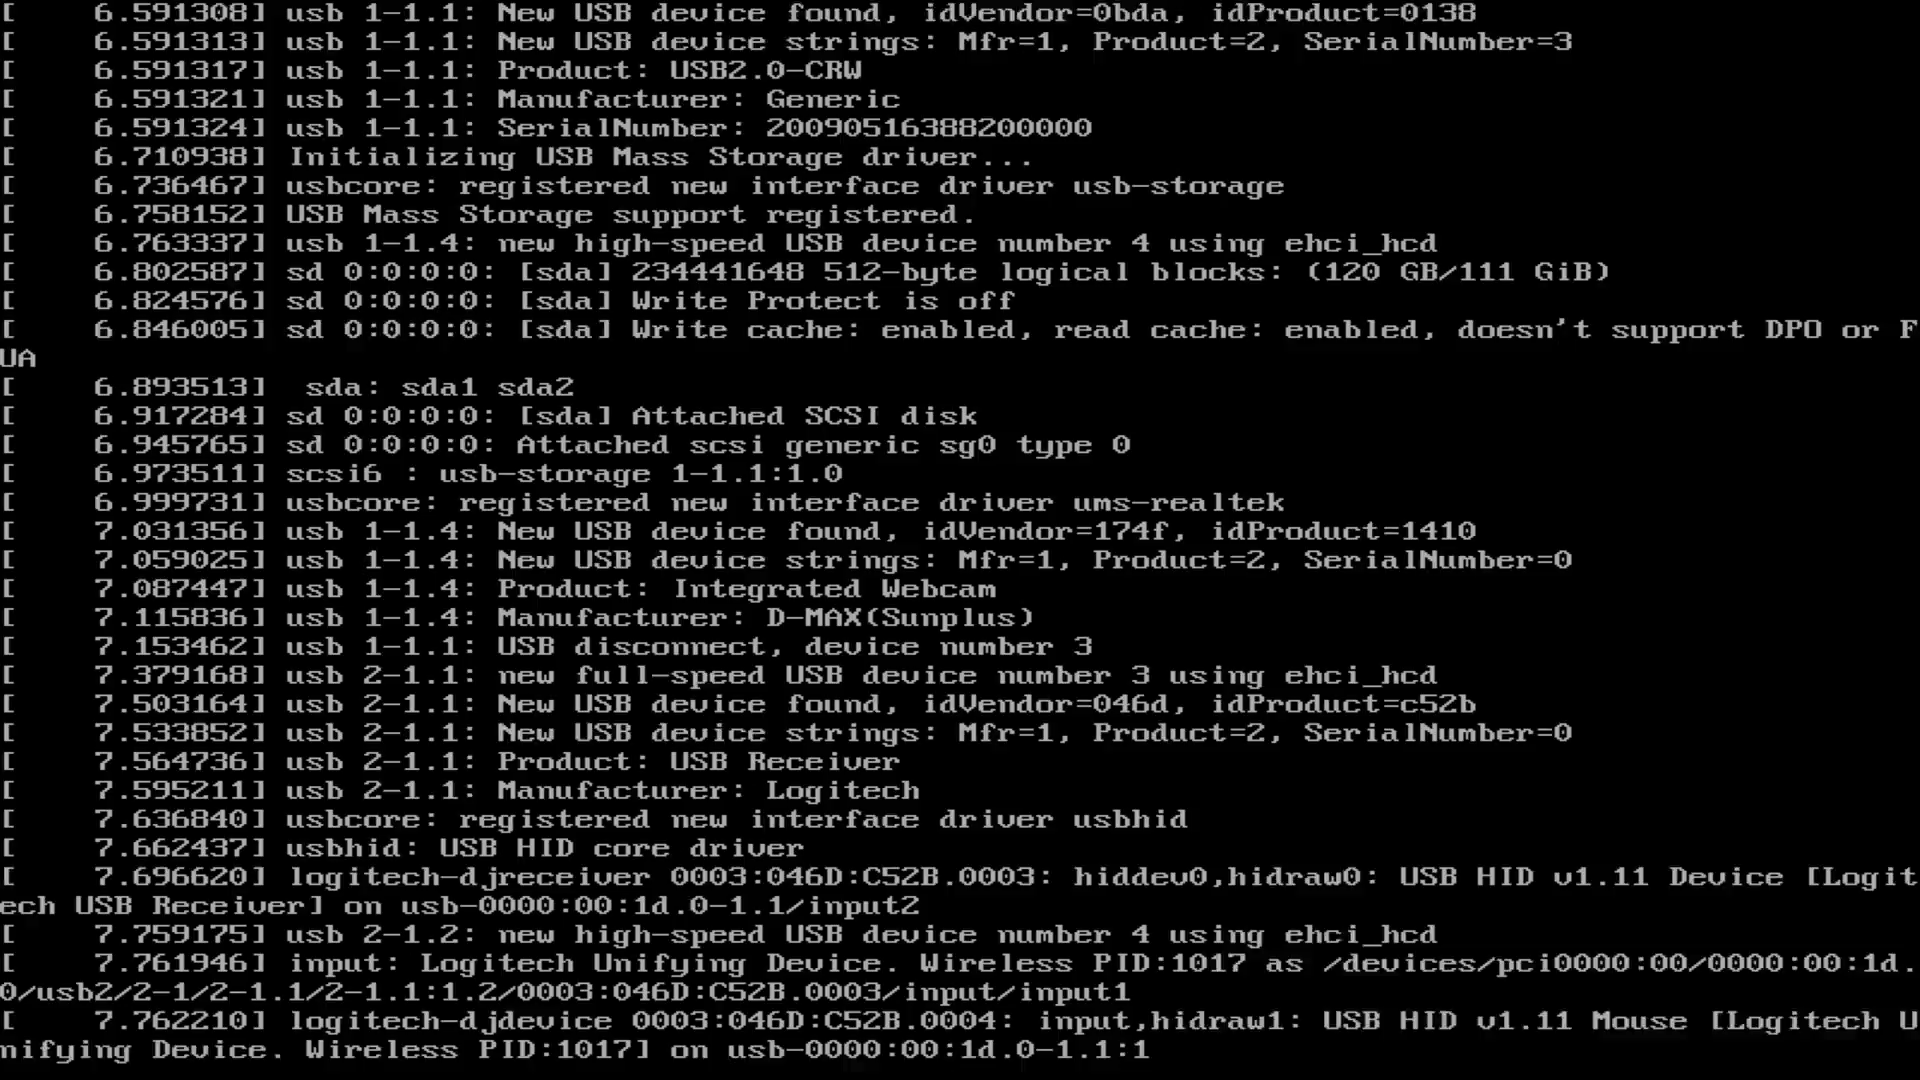 [    6.591308] usb 1-1.1: New USB device found, idVendor=0bda, idProduct=0138
[    6.591313] usb 1-1.1: New USB device strings: Mfr=1, Product=2, SerialNumber=3
[    6.591317] usb 1-1.1: Product: USB2.0-CRW
[    6.591321] usb 1-1.1: Manufacturer: Generic
[    6.591324] usb 1-1.1: SerialNumber: 20090516388200000
[    6.710938] Initializing USB Mass Storage driver...
[    6.736467] usbcore: registered new interface driver usb-storage
[    6.758152] USB Mass Storage support registered.
[    6.763337] usb 1-1.4: new high-speed USB device number 4 using ehci_hcd
[    6.802587] sd 0:0:0:0: [sda] 234441648 512-byte logical blocks: (120 GB/111 GiB)
[    6.824576] sd 0:0:0:0: [sda] Write Protect is off
[    6.846005] sd 0:0:0:0: [sda] Write cache: enabled, read cache: enabled, doesn't support DPO or F
UA
[    6.893513]  sda: sda1 sda2
[    6.917284] sd 0:0:0:0: [sda] Attached SCSI disk
[    6.945765] sd 0:0:0:0: Attached scsi generic sg0 type 0
[    6.973511] scsi6 : usb-storage 1-1.1:1.0
[    6.999731] usbcore: registered new interface driver ums-realtek
[    7.031356] usb 1-1.4: New USB device found, idVendor=174f, idProduct=1410
[    7.059025] usb 1-1.4: New USB device strings: Mfr=1, Product=2, SerialNumber=0
[    7.087447] usb 1-1.4: Product: Integrated Webcam
[    7.115836] usb 1-1.4: Manufacturer: D-MAX(Sunplus)
[    7.153462] usb 1-1.1: USB disconnect, device number 3
[    7.379168] usb 2-1.1: new full-speed USB device number 3 using ehci_hcd
[    7.503164] usb 2-1.1: New USB device found, idVendor=046d, idProduct=c52b
[    7.533852] usb 2-1.1: New USB device strings: Mfr=1, Product=2, SerialNumber=0
[    7.564736] usb 2-1.1: Product: USB Receiver
[    7.595211] usb 2-1.1: Manufacturer: Logitech
[    7.636840] usbcore: registered new interface driver usbhid
[    7.662437] usbhid: USB HID core driver
[    7.696620] logitech-djreceiver 0003:046D:C52B.0003: hiddev0,hidraw0: USB HID v1.11 Device [Logit
ech USB Receiver] on usb-0000:00:1d.0-1.1/input2
[    7.759175] usb 2-1.2: new high-speed USB device number 4 using ehci_hcd
[    7.761946] input: Logitech Unifying Device. Wireless PID:1017 as /devices/pci0000:00/0000:00:1d.
0/usb2/2-1/2-1.1/2-1.1:1.2/0003:046D:C52B.0003/input/input1
[    7.762210] logitech-djdevice 0003:046D:C52B.0004: input,hidraw1: USB HID v1.11 Mouse [Logitech U
nifying Device. Wireless PID:1017] on usb-0000:00:1d.0-1.1:1